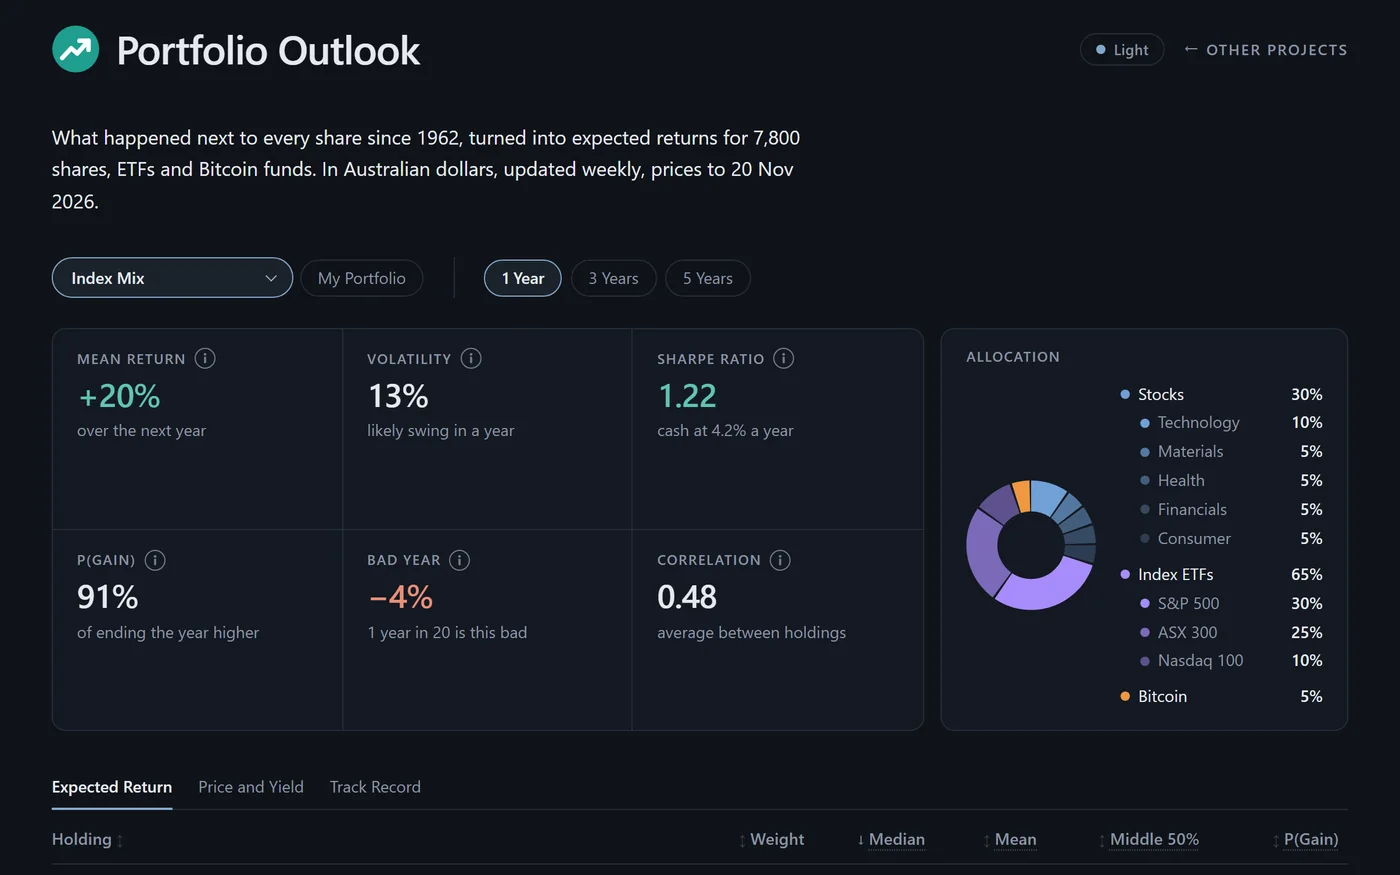 Portfolio Outlook
Light
← OTHER PROJECTS
What happened next to every share since 1962, turned into expected returns for 7,800
shares, ETFs and Bitcoin funds. In Australian dollars, updated weekly, prices to 20 Nov
2026.
Index Mix
My Portfolio
1 Year
3 Years
5 Years
MEAN RETURN
+20%
over the next year
VOLATILITY
13%
likely swing in a year
SHARPE RATIO
1.22
cash at 4.2% a year
P(GAIN)
91%
of ending the year higher
BAD YEAR
−4%
1 year in 20 is this bad
CORRELATION
0.48
average between holdings
ALLOCATION
Stocks 30%
Technology 10%
Materials 5%
Health 5%
Financials 5%
Consumer 5%
Index ETFs 65%
S&P 500 30%
ASX 300 25%
Nasdaq 100 10%
Bitcoin 5%
Expected Return
Price and Yield
Track Record
Holding ↕ ↕ Weight ↓ Median ↕ Mean ↕ Middle 50% ↕ P(Gain)